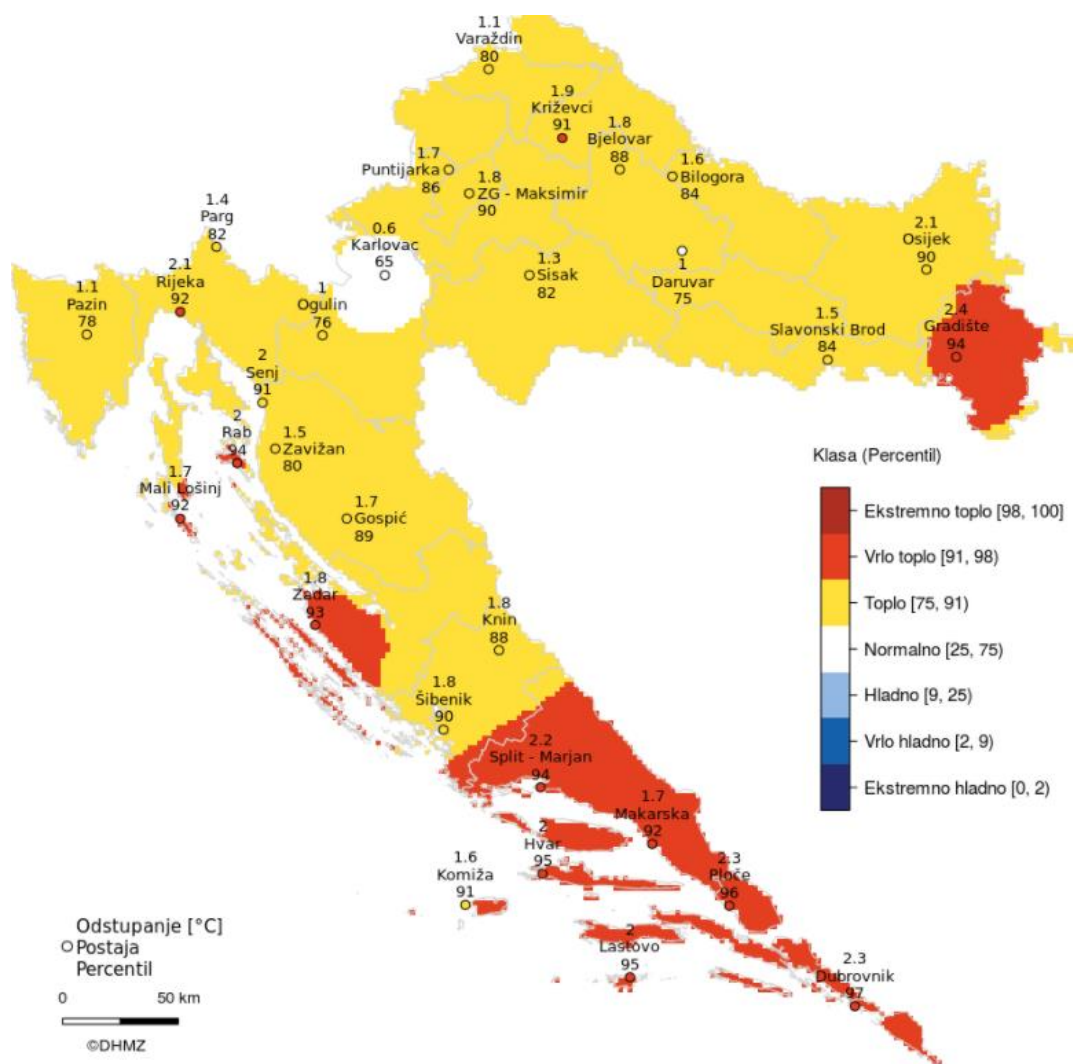 1.1
Varaždin
80
1.9
Križevci
91
1.8
Bjelovar
88
1.7
Puntijarka
86
1.8
ZG - Maksimir
90
1.6
Bilogora
84
1.4
Parg
82
0.6
Karlovac
65
2.1
Osijek
90
2.1
Rijeka
92
1.1
Pazin
78
1
Ogulin
76
1.3
Sisak
82
1
Daruvar
75
1.5
Slavonski Brod
84
2.4
Gradište
94
2
Senj
91
2
Rab
94
1.5
Zavižan
80
1.7
Mali Lošinj
92
1.7
Gospić
89
1.8
Zadar
93
1.8
Knin
88
1.8
Šibenik
90
2.2
Split - Marjan
94
1.7
Makarska
92
2
Hvar
95
1.6
Komiža
91
2.3
Ploče
96
2
Lastovo
95
2.3
Dubrovnik
97
Klasa (Percentil)
Ekstremno toplo [98, 100]
Vrlo toplo [91, 98)
Toplo [75, 91)
Normalno [25, 75)
Hladno [9, 25)
Vrlo hladno [2, 9)
Ekstremno hladno [0, 2)
Odstupanje [°C]
Postaja
Percentil
0 50 km
©DHMZ